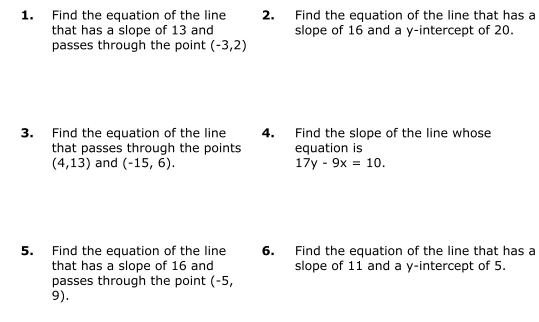 1. Find the equation of the line
that has a slope of 13 and
passes through the point (-3,2)
2. Find the equation of the line that has a
slope of 16 and a y-intercept of 20.
3. Find the equation of the line
that passes through the points
(4,13) and (-15, 6).
4. Find the slope of the line whose
equation is
17y - 9x = 10.
5. Find the equation of the line
that has a slope of 16 and
passes through the point (-5,
9).
6. Find the equation of the line that has a
slope of 11 and a y-intercept of 5.